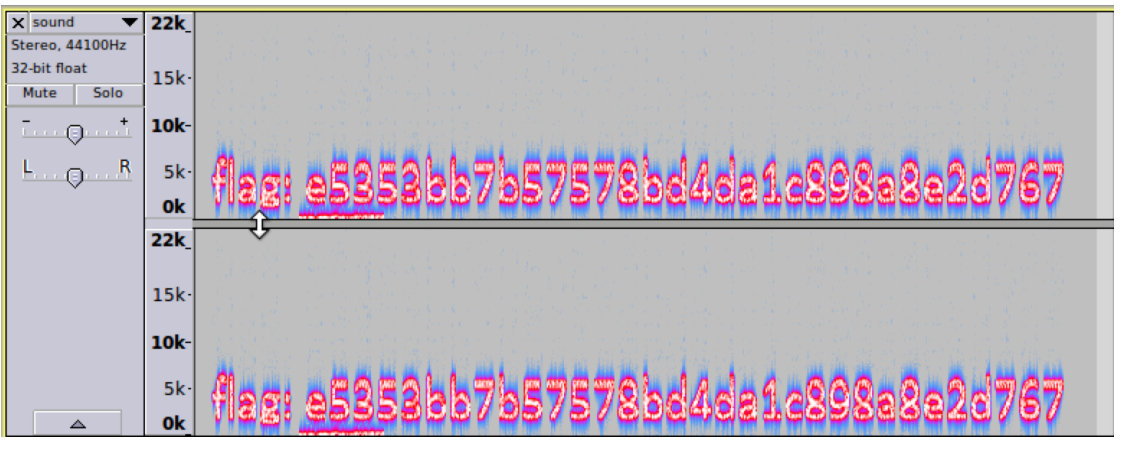 sound
Stereo, 44100Hz
32-bit float
Mute Solo
- +
L R
22k
15k
10k
5k
0k
flag: e5353bb7b57578bd4da1c898a8e2d767
22k
15k
10k
5k
0k
flag: e5353bb7b57578bd4da1c898a8e2d767